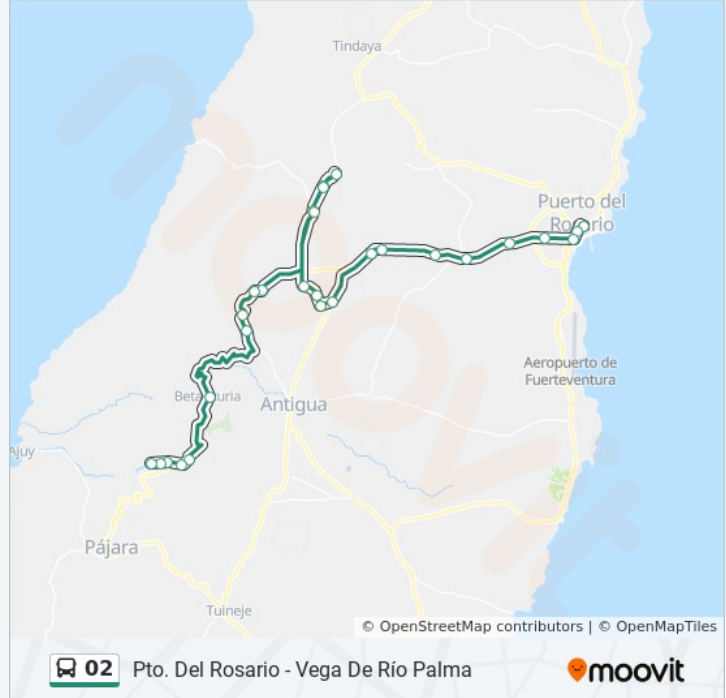 Tindaya
Puerto del
Rosario
Aeropuerto de
Fuerteventura
Betancuria
Antigua
Ajuy
Pájara
Tuineje
moovit
© OpenStreetMap contributors | © OpenMapTiles
02 Pto. Del Rosario - Vega De Río Palma
moovit